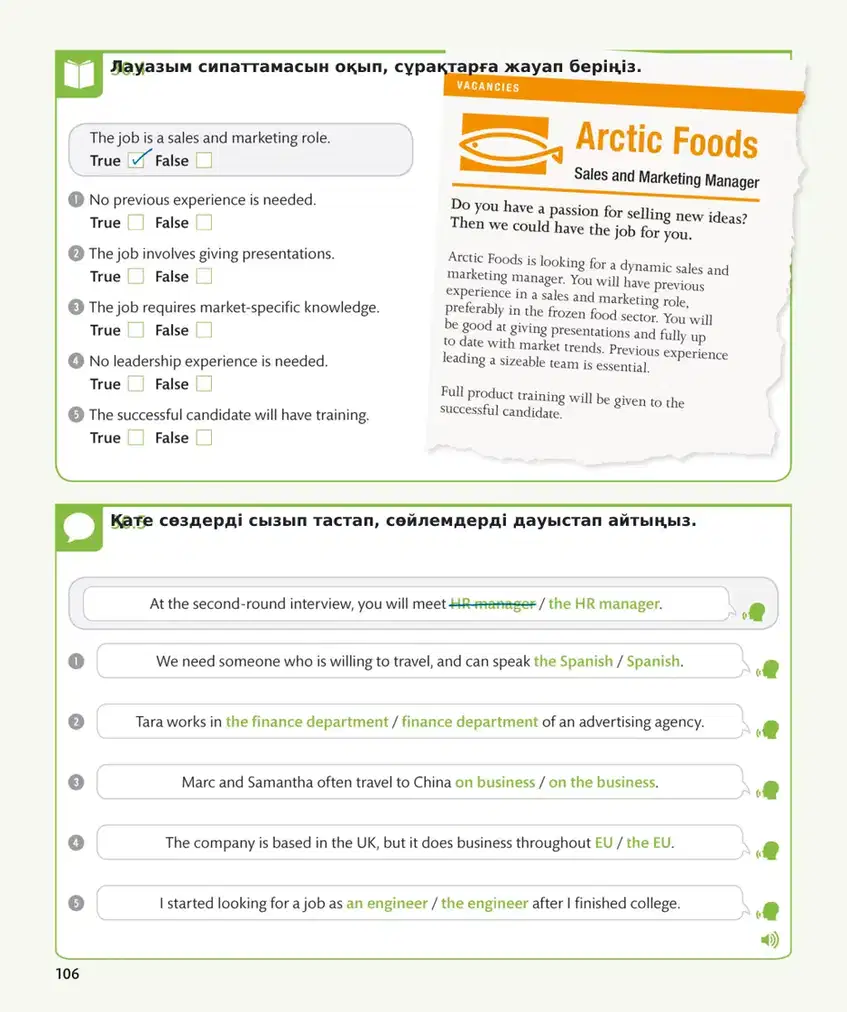 Лауазым сипаттамасын оқып, сұрақтарға жауап беріңіз.
The job is a sales and marketing role.
True False
1 No previous experience is needed.
True False
2 The job involves giving presentations.
True False
3 The job requires market-specific knowledge.
True False
4 No leadership experience is needed.
True False
5 The successful candidate will have training.
True False
VACANCIES
Arctic Foods
Sales and Marketing Manager
Do you have a passion for selling new ideas?
Then we could have the job for you.
Arctic Foods is looking for a dynamic sales and
marketing manager. You will have previous
experience in a sales and marketing role,
preferably in the frozen food sector. You will
be good at giving presentations and fully up
to date with market trends. Previous experience
leading a sizeable team is essential.
Full product training will be given to the
successful candidate.
Қате сөздерді сызып тастап, сөйлемдерді дауыстап айтыңыз.
At the second-round interview, you will meet HR manager / the HR manager.
1 We need someone who is willing to travel, and can speak the Spanish / Spanish.
2 Tara works in the finance department / finance department of an advertising agency.
3 Marc and Samantha often travel to China on business / on the business.
4 The company is based in the UK, but it does business throughout EU / the EU.
5 I started looking for a job as an engineer / the engineer after I finished college.
106